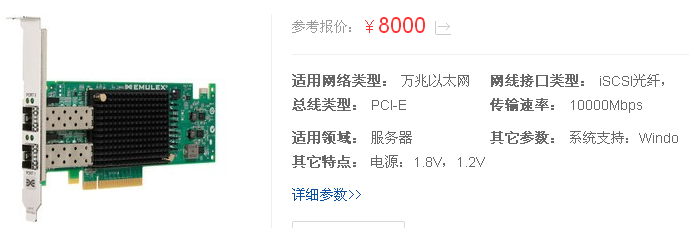 参考报价：￥8000
适用网络类型： 万兆以太网 网线接口类型： iSCSI光纤，
总线类型： PCI-E 传输速率： 10000Mbps
适用领域： 服务器 其它参数： 系统支持：Windo
其它特点： 电源：1.8V，1.2V
详细参数>>
EMULEX